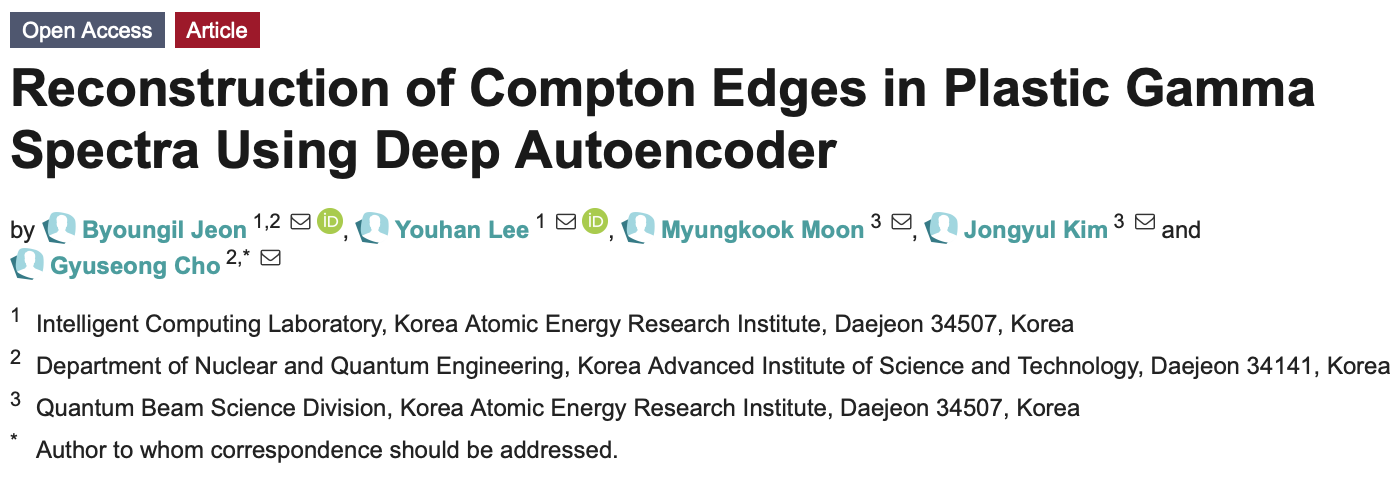 Open Access Article
Reconstruction of Compton Edges in Plastic Gamma
Spectra Using Deep Autoencoder
by Byoungil Jeon 1,2 iD, Youhan Lee 1 iD, Myungkook Moon 3, Jongyul Kim 3 and
Gyuseong Cho 2,*
1 Intelligent Computing Laboratory, Korea Atomic Energy Research Institute, Daejeon 34507, Korea
2 Department of Nuclear and Quantum Engineering, Korea Advanced Institute of Science and Technology, Daejeon 34141, Korea
3 Quantum Beam Science Division, Korea Atomic Energy Research Institute, Daejeon 34507, Korea
* Author to whom correspondence should be addressed.